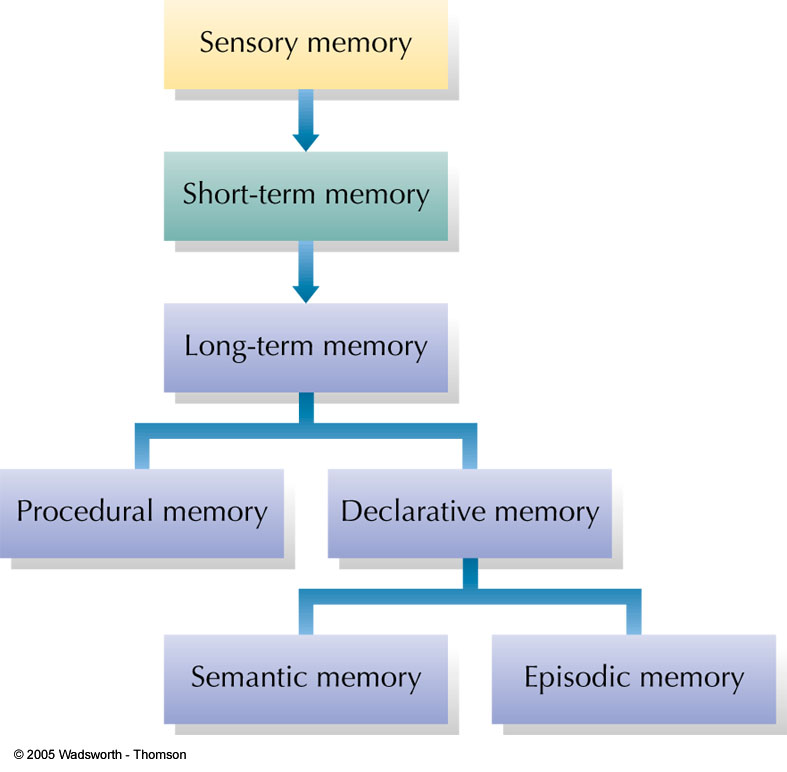 Sensory memory
Short-term memory
Long-term memory
Procedural memory
Declarative memory
Semantic memory
Episodic memory
© 2005 Wadsworth - Thomson